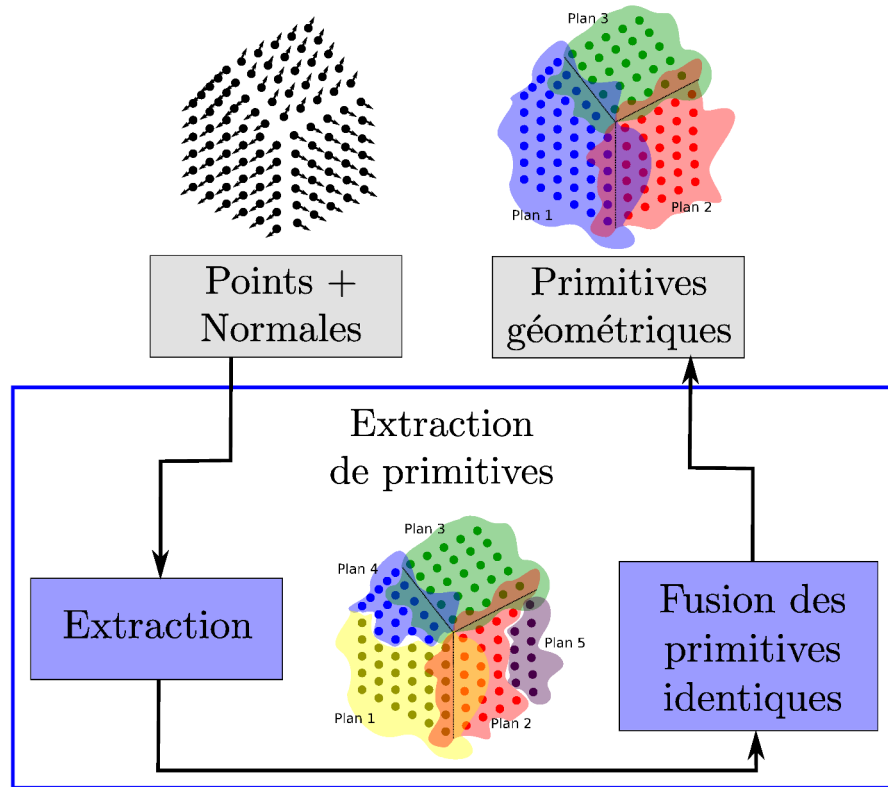 Plan 3
Plan 1
Plan 2
Points +
Normales
Primitives
géométriques
Extraction
de primitives
Extraction
Plan 3
Plan 4
Plan 5
Plan 1
Plan 2
Fusion des
primitives
identiques